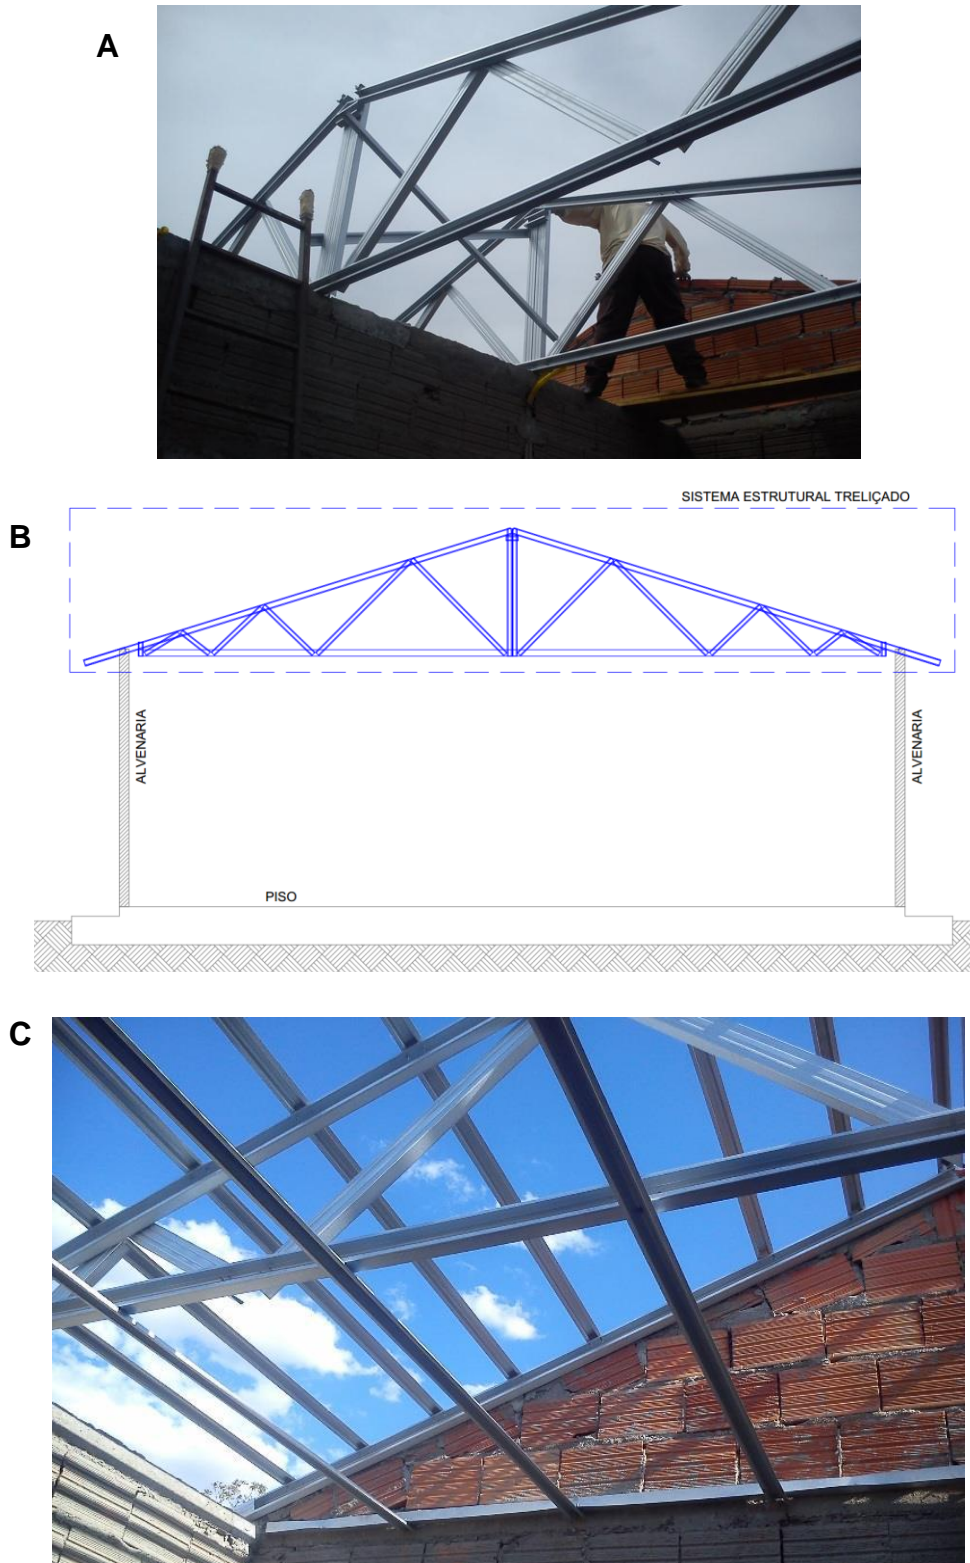 A
SISTEMA ESTRUTURAL TRELIÇADO
B
ALVENARIA
ALVENARIA
PISO
C